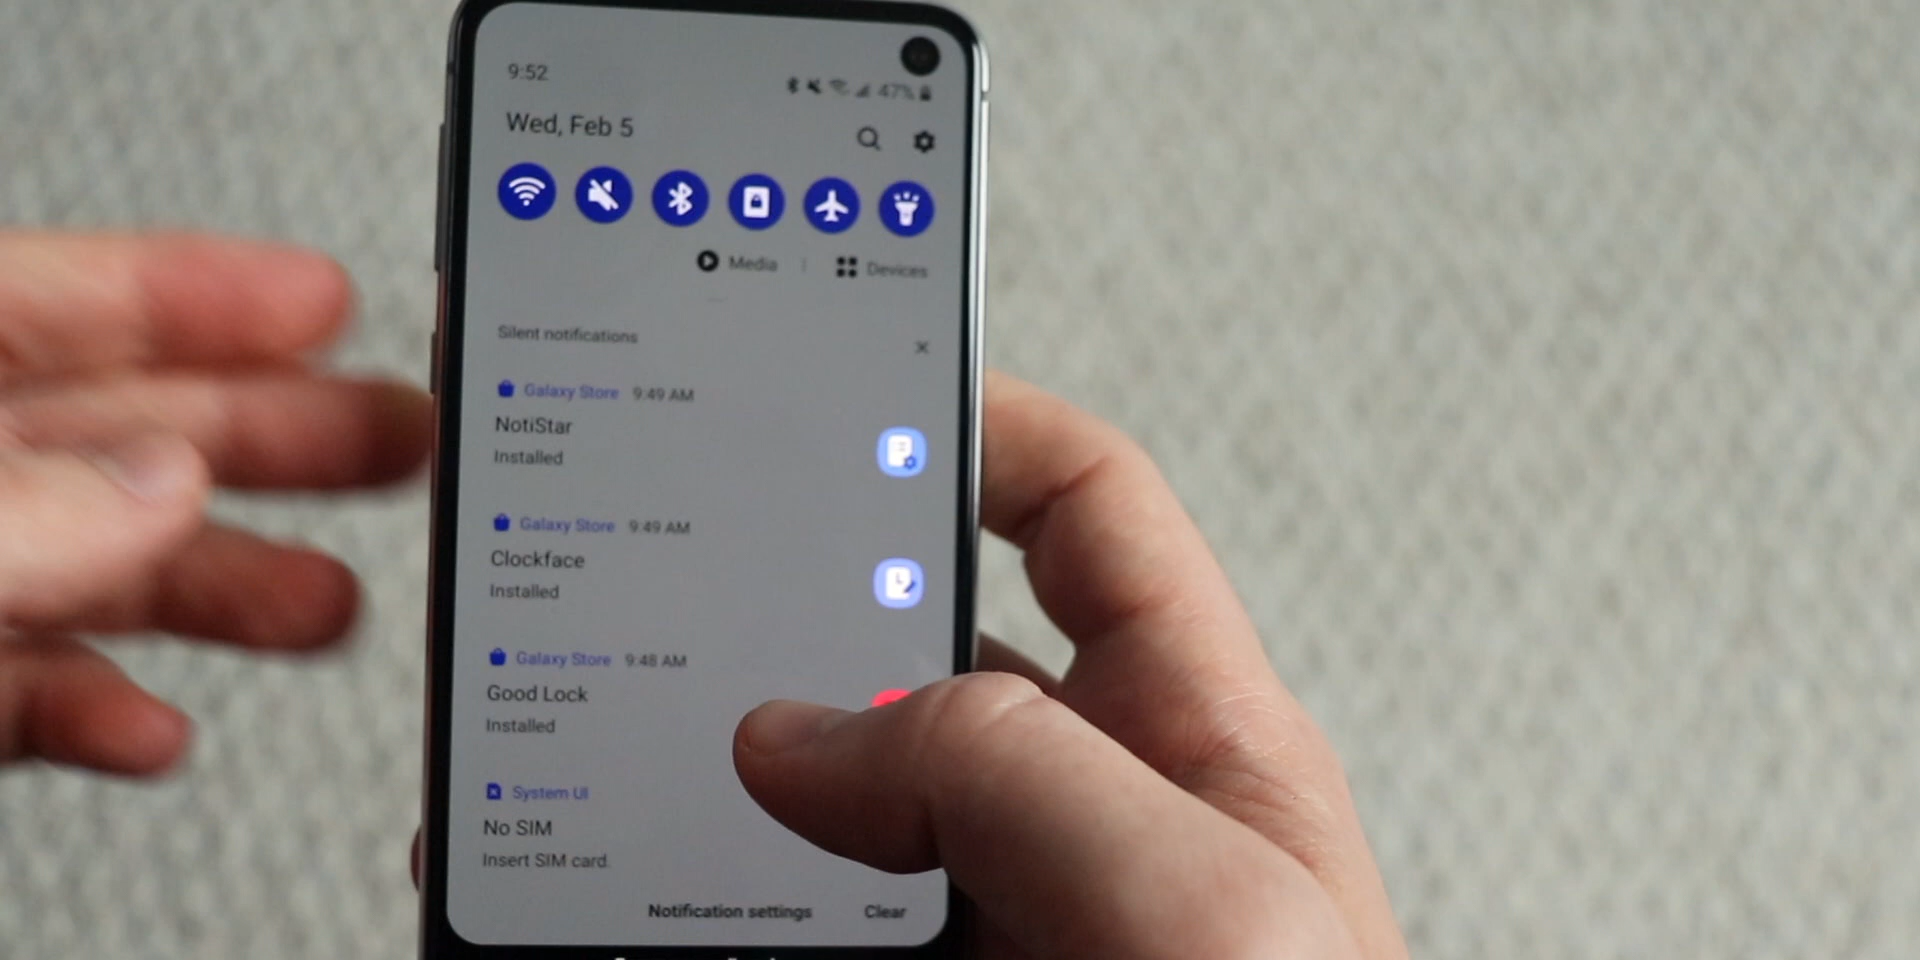 9:52
47%
Wed, Feb 5
Media
Devices
Silent notifications
Galaxy Store 9:49 AM
NotiStar
Installed
Galaxy Store 9:49 AM
Clockface
Installed
Galaxy Store 9:48 AM
Good Lock
Installed
System UI
No SIM
Insert SIM card.
Notification settings Clear